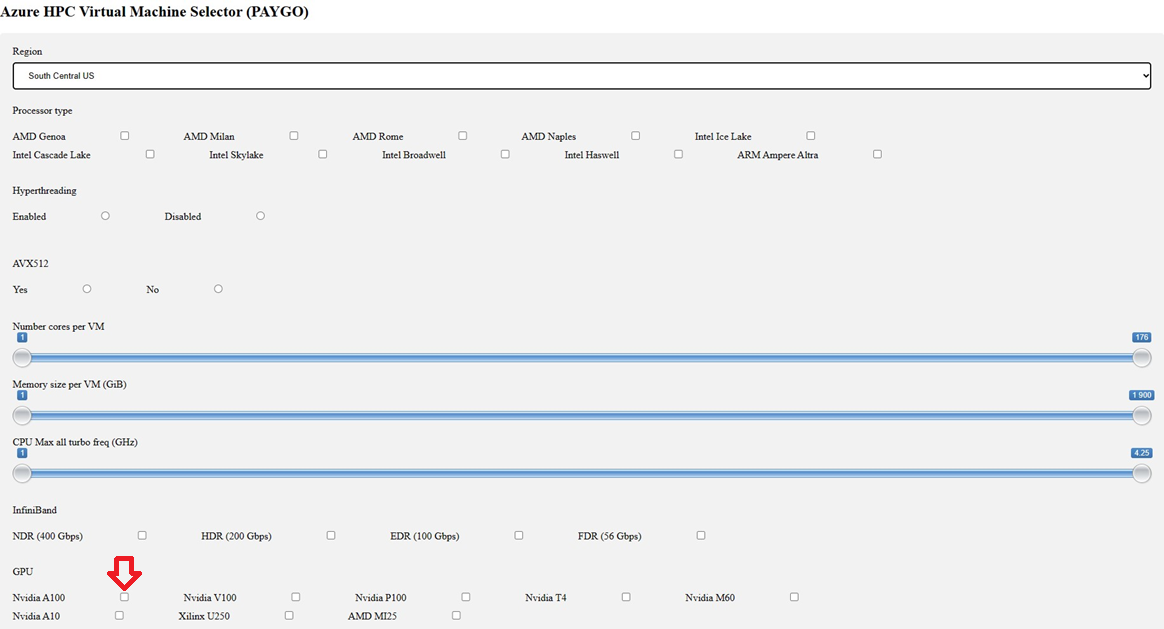 Azure HPC Virtual Machine Selector (PAYGO)
Region
South Central US
Processor type
AMD Genoa AMD Milan AMD Rome AMD Naples Intel Ice Lake
Intel Cascade Lake Intel Skylake Intel Broadwell Intel Haswell ARM Ampere Altra
Hyperthreading
Enabled Disabled
AVX512
Yes No
Number cores per VM
1 176
Memory size per VM (GiB)
1 1 900
CPU Max all turbo freq (GHz)
1 4.25
InfiniBand
NDR (400 Gbps) HDR (200 Gbps) EDR (100 Gbps) FDR (56 Gbps)
GPU
Nvidia A100 Nvidia V100 Nvidia P100 Nvidia T4 Nvidia M60
Nvidia A10 Xilinx U250 AMD MI25